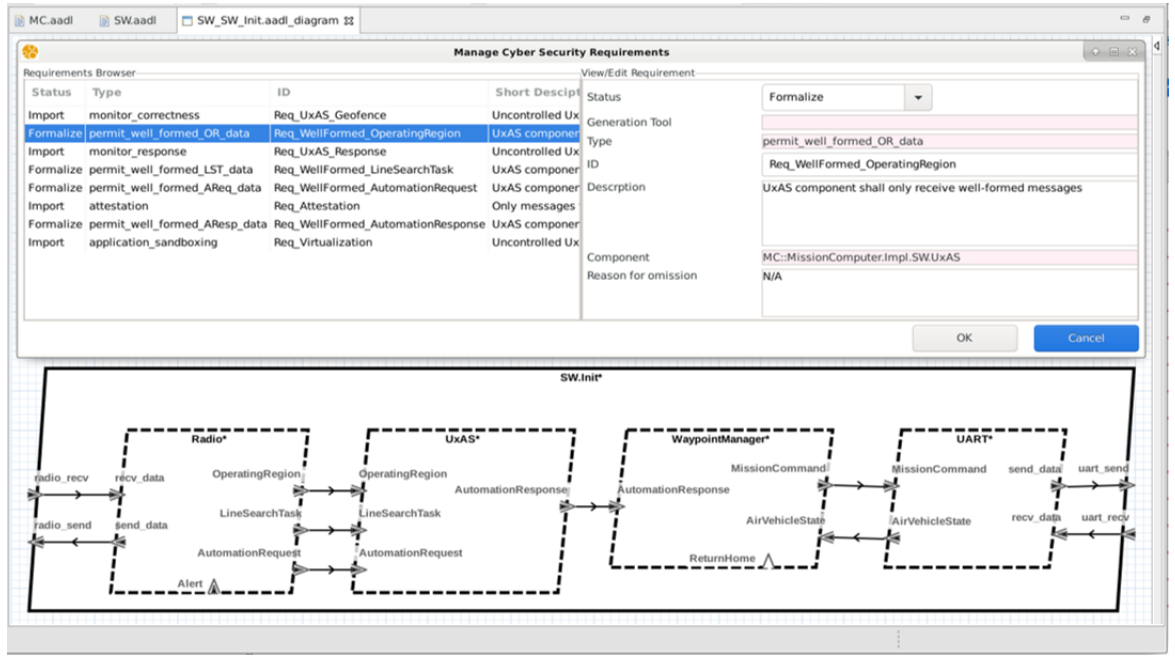 MC.aadl SW.aadl SW_SW_Init.aadl_diagram
Manage Cyber Security Requirements
Requirements Browser View/Edit Requirement
Status Type ID Short Descipt
Import monitor_correctness Req_UxAS_Geofence Uncontrolled Ux
Formalize permit_well_formed_OR_data Req_WellFormed_OperatingRegion UxAS componen
Import monitor_response Req_UxAS_Response Uncontrolled Ux
Formalize permit_well_formed_LST_data Req_WellFormed_LineSearchTask UxAS componen
Formalize permit_well_formed_AReq_data Req_WellFormed_AutomationRequest UxAS componen
Import attestation Req_Attestation Only messages
Formalize permit_well_formed_AResp_data Req_WellFormed_AutomationResponse UxAS componen
Import application_sandboxing Req_Virtualization Uncontrolled Ux
Status Formalize
Generation Tool
Type permit_well_formed_OR_data
ID Req_WellFormed_OperatingRegion
Descrption UxAS component shall only receive well-formed messages
Component MC::MissionComputer.Impl.SW.UxAS
Reason for omission N/A
OK Cancel
SW.Init*
Radio* UxAS* WaypointManager* UART*
radio_recv recv_data OperatingRegion OperatingRegion AutomationResponse AutomationResponse MissionCommand MissionCommand send_data uart_send
radio_send send_data LineSearchTask LineSearchTask AirVehicleState AirVehicleState recv_data uart_recv
AutomationRequest AutomationRequest ReturnHome
Alert